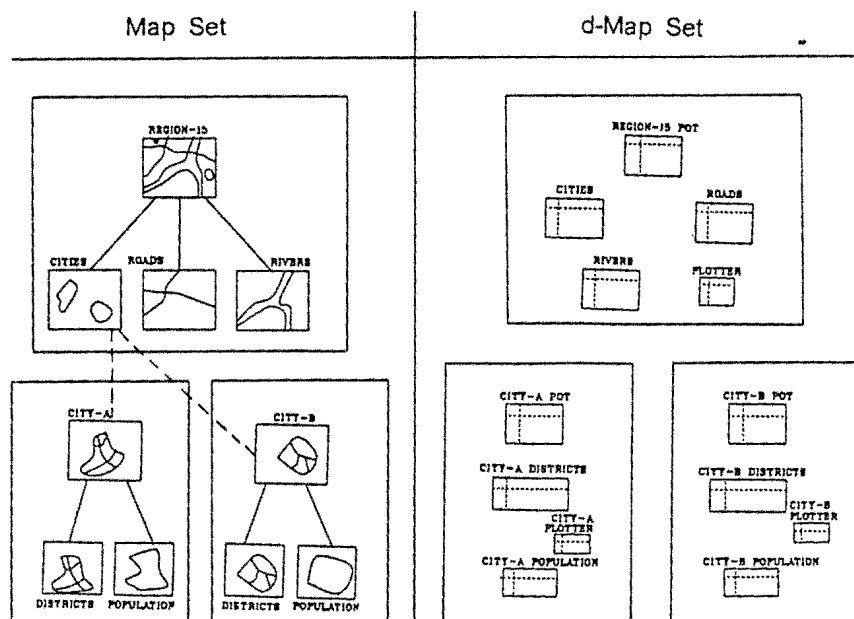 Map Set
d-Map Set
REGION-15
CITIES
ROADS
RIVERS
CITY-A
DISTRICTS
POPULATION
CITY-B
DISTRICTS
POPULATION
REGION-15 POT
CITIES
ROADS
RIVERS
PLOTTER
CITY-A POT
CITY-A DISTRICTS
CITY-A
PLOTTER
CITY-A POPULATION
CITY-B POT
CITY-B DISTRICTS
CITY-B
PLOTTER
CITY-B POPULATION